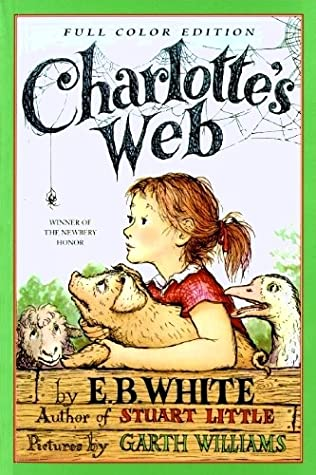 FULL COLOR EDITION
Charlotte's
Web
WINNER OF
THE NEWBERY
HONOR
by E.B. WHITE
Author of STUART LITTLE
Pictures by GARTH WILLIAMS